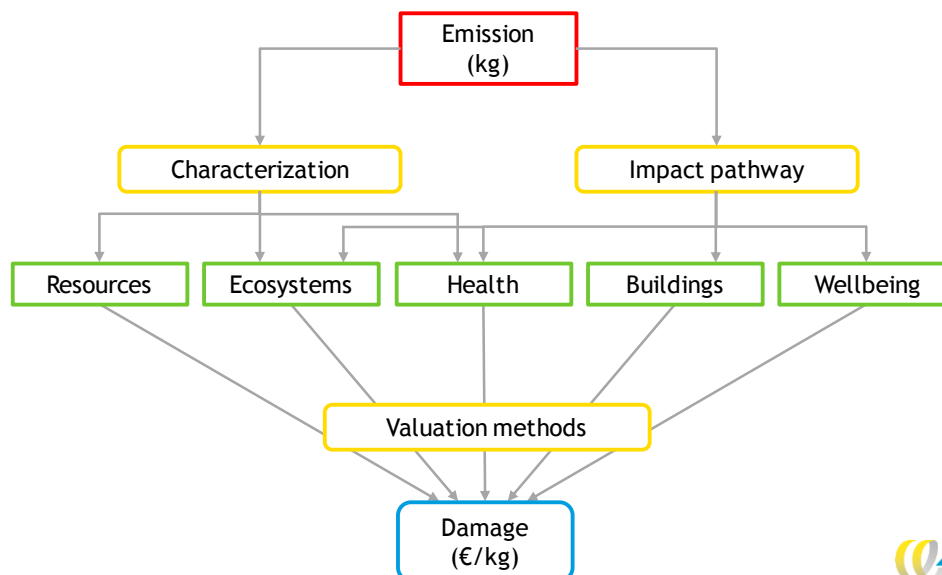 Emission
(kg)
Characterization
Impact pathway
Resources
Ecosystems
Health
Buildings
Wellbeing
Valuation methods
Damage
(€/kg)